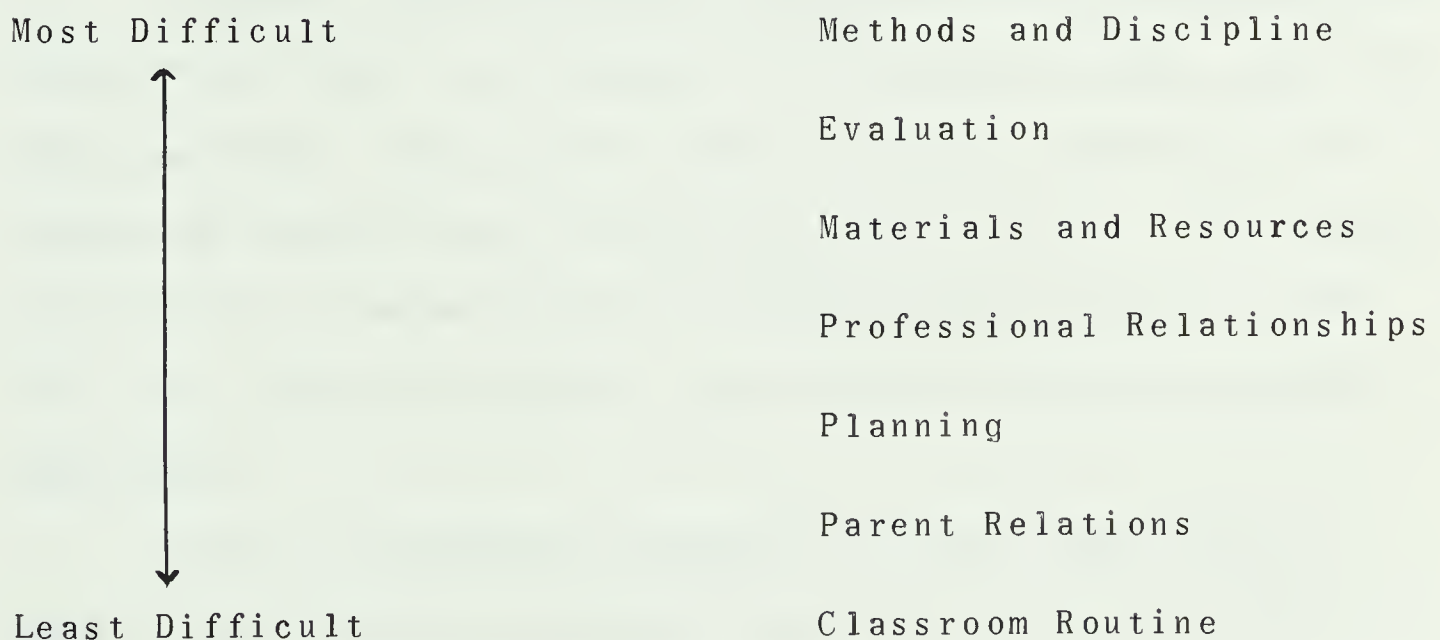 Most Difficult Methods and Discipline
Evaluation
Materials and Resources
Professional Relationships
Planning
Parent Relations
Least Difficult Classroom Routine